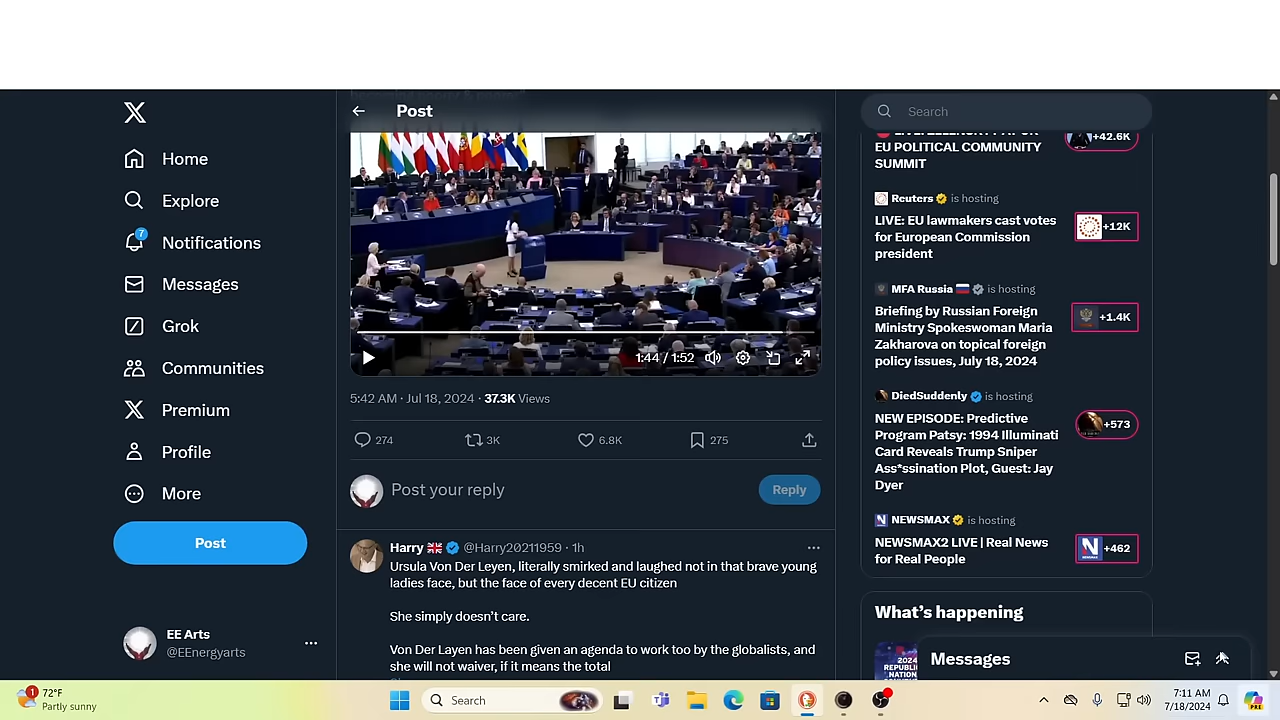 Post
Search
Home
Explore
7
Notifications
Messages
Grok
Communities
Premium
Profile
More
Post
EE Arts
@EEnergyarts
1:44 / 1:52
5:42 AM · Jul 18, 2024 · 37.3K Views
274
3K
6.8K
275
Post your reply
Reply
Harry @Harry20211959 · 1h
Ursula Von Der Leyen, literally smirked and laughed not in that brave young
ladies face, but the face of every decent EU citizen
She simply doesn’t care.
Von Der Layen has been given an agenda to work too by the globalists, and
she will not waiver, if it means the total
+42.6K
EU POLITICAL COMMUNITY
SUMMIT
Reuters is hosting
LIVE: EU lawmakers cast votes
for European Commission
president
+12K
MFA Russia is hosting
Briefing by Russian Foreign
Ministry Spokeswoman Maria
Zakharova on topical foreign
policy issues, July 18, 2024
+1.4K
DiedSuddenly is hosting
NEW EPISODE: Predictive
Program Patsy: 1994 Illuminati
Card Reveals Trump Sniper
Ass*ssination Plot, Guest: Jay
Dyer
+573
NEWSMAX is hosting
NEWSMAX2 LIVE | Real News
for Real People
+462
What’s happening
2024
Messages
1
72°F
Partly sunny
Search
7:11 AM
7/18/2024
PRE